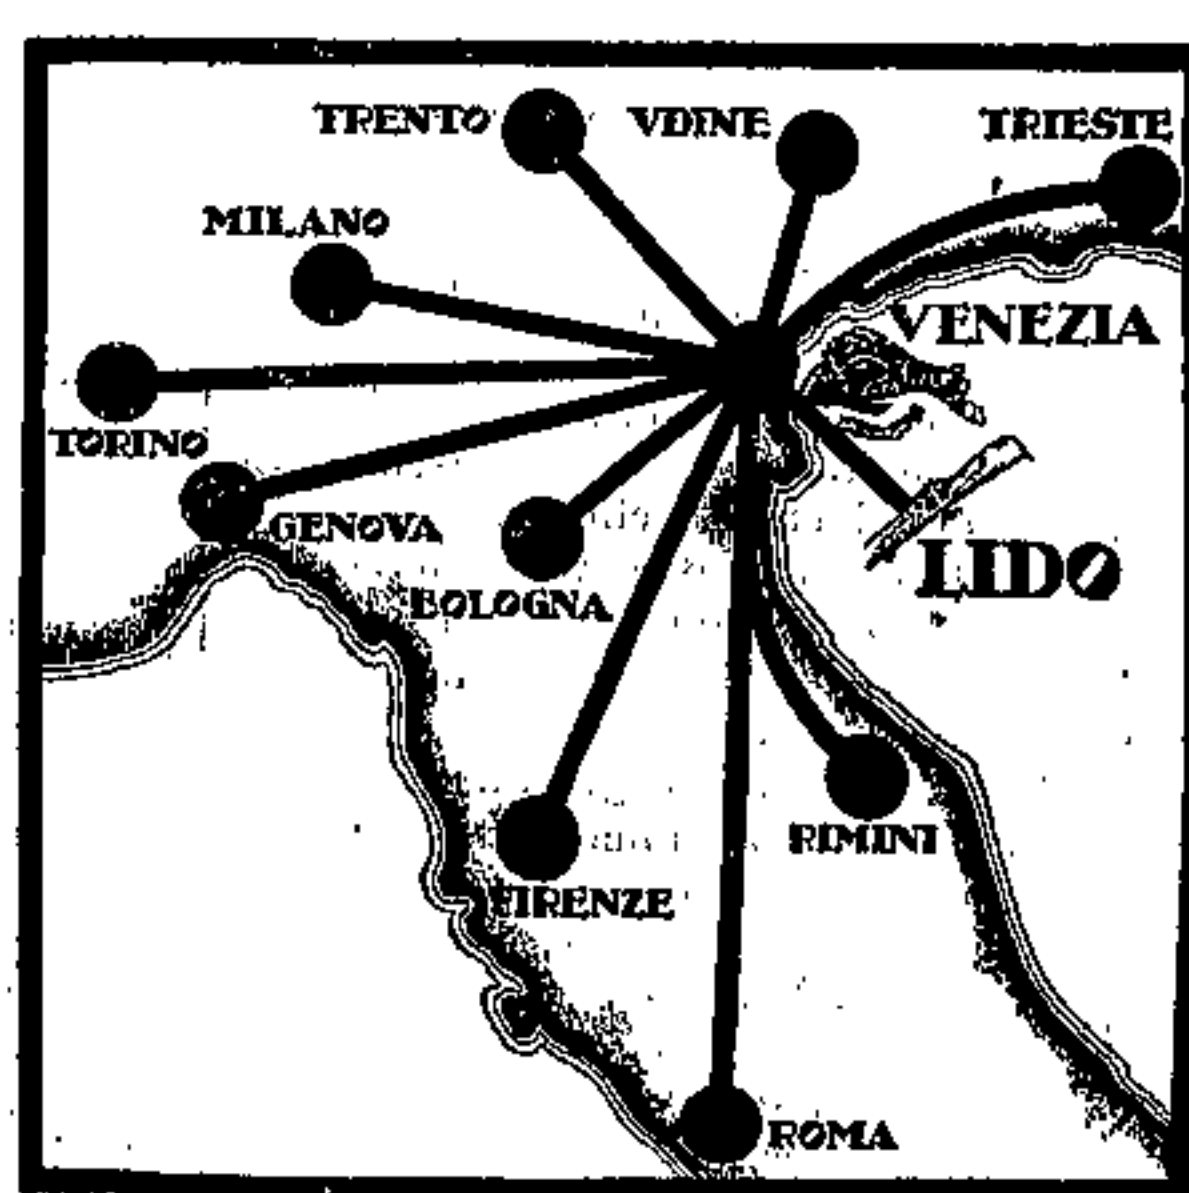 TRENTO
VDINE
TRIESTE
MILANO
VENEZIA
TORINO
GENOVA
LIDO
BOLOGNA
RIMINI
FIRENZE
ROMA